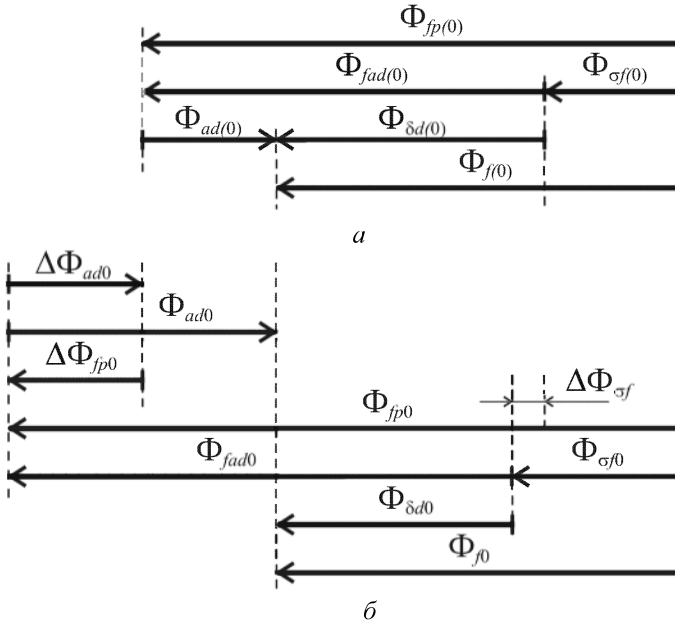 Φfp(0)
Φfad(0) Φσf(0)
Φad(0) Φδd(0)
Φf(0)
а
ΔΦad0
Φad0
ΔΦfp0
ΔΦσf
Φfp0
Φfad0 Φσf0
Φδd0
Φf0
б